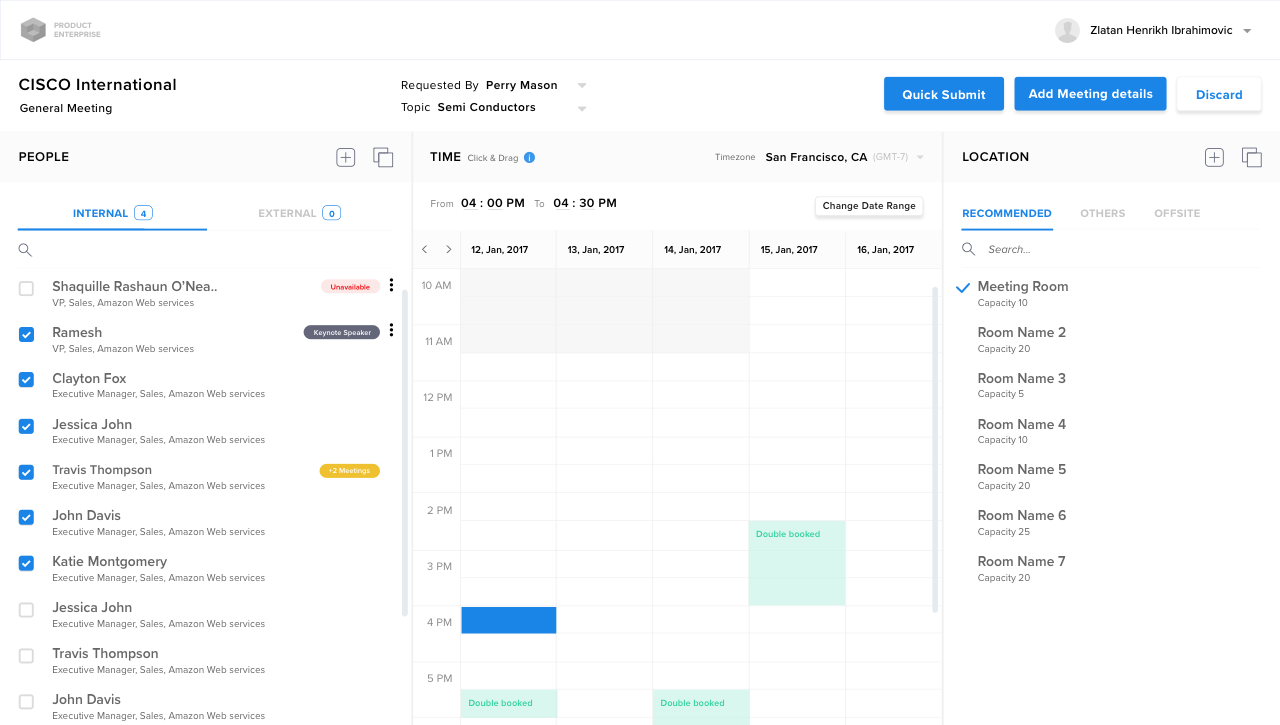 PRODUCT
ENTERPRISE
Zlatan Henrikh Ibrahimovic
CISCO International
General Meeting
Requested By Perry Mason
Topic Semi Conductors
Quick Submit
Add Meeting details
Discard
PEOPLE
INTERNAL 4
EXTERNAL 0
Shaquille Rashaun O'Nea..
VP, Sales, Amazon Web services
Unavailable
Ramesh
VP, Sales, Amazon Web services
Keynote Speaker
Clayton Fox
Executive Manager, Sales, Amazon Web services
Jessica John
Executive Manager, Sales, Amazon Web services
Travis Thompson
Executive Manager, Sales, Amazon Web services
+2 Meetings
John Davis
Executive Manager, Sales, Amazon Web services
Katie Montgomery
Executive Manager, Sales, Amazon Web services
Jessica John
Executive Manager, Sales, Amazon Web services
Travis Thompson
Executive Manager, Sales, Amazon Web services
John Davis
Executive Manager, Sales, Amazon Web services
TIME Click & Drag i
Timezone San Francisco, CA (GMT-7)
From 04 : 00 PM To 04 : 30 PM
Change Date Range
12, Jan, 2017
13, Jan, 2017
14, Jan, 2017
15, Jan, 2017
16, Jan, 2017
10 AM
11 AM
12 PM
1 PM
2 PM
Double booked
3 PM
4 PM
5 PM
Double booked
Double booked
LOCATION
RECOMMENDED
OTHERS
OFFSITE
Search...
Meeting Room
Capacity 10
Room Name 2
Capacity 20
Room Name 3
Capacity 5
Room Name 4
Capacity 10
Room Name 5
Capacity 20
Room Name 6
Capacity 25
Room Name 7
Capacity 20